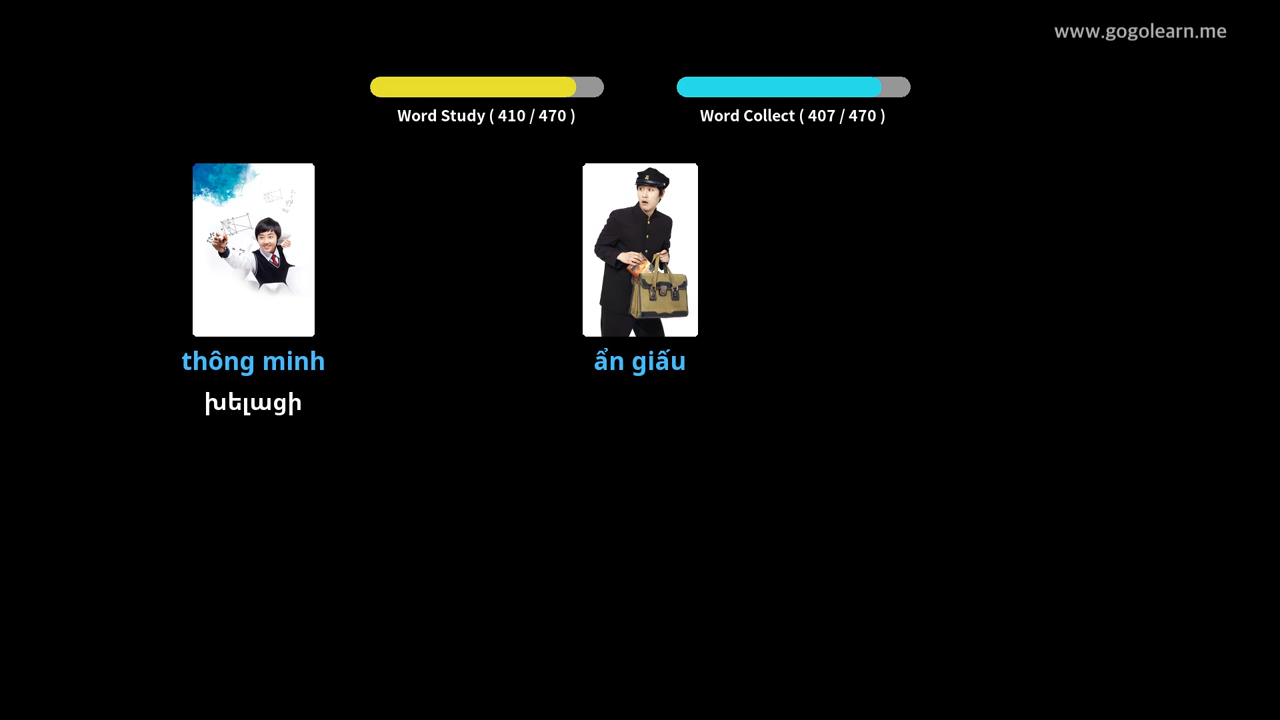 www.gogolearn.me
Word Study ( 410 / 470 )
Word Collect ( 407 / 470 )
thông minh
ẩn giấu
խելացի